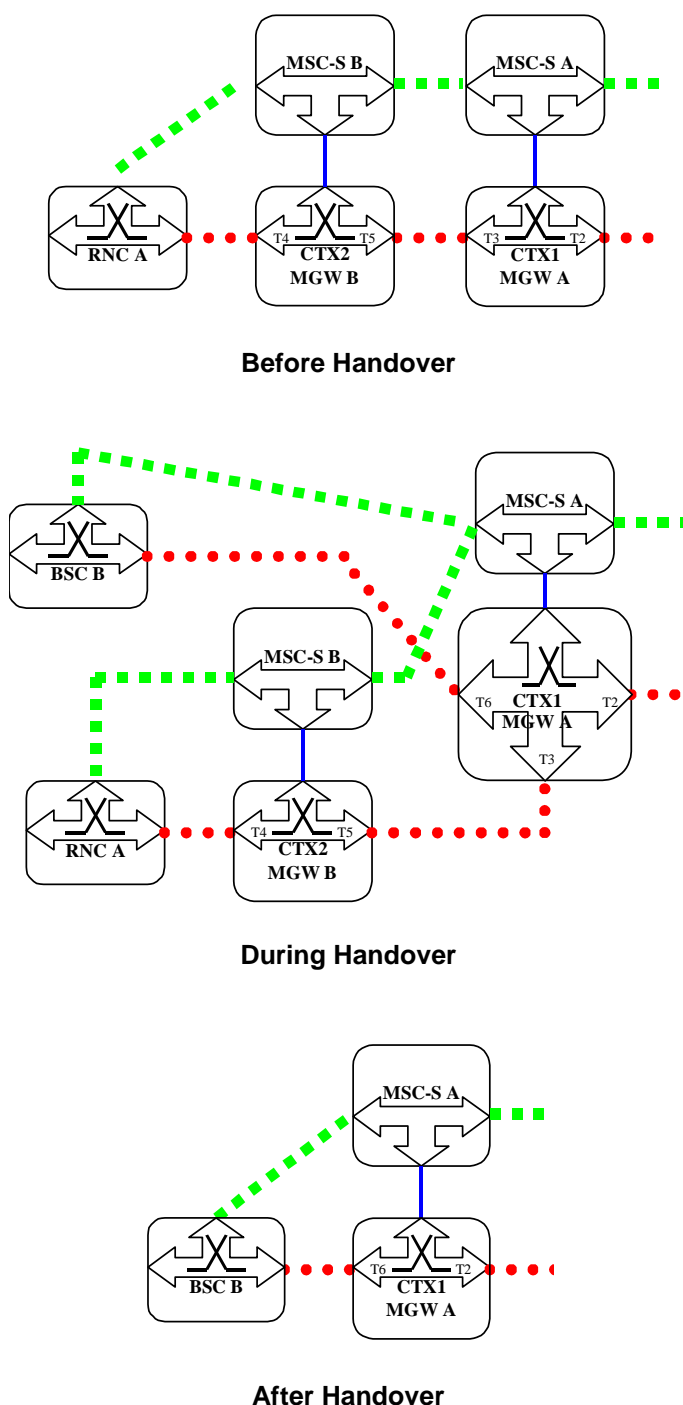 MSC-S B
MSC-S A
RNC A
T4
T5
CTX2
MGW B
T3
T2
CTX1
MGW A
Before Handover
MSC-S A
BSC B
MSC-S B
T6
CTX1
T2
MGW A
T3
RNC A
T4
T5
CTX2
MGW B
During Handover
MSC-S A
BSC B
T6
T2
CTX1
MGW A
After Handover